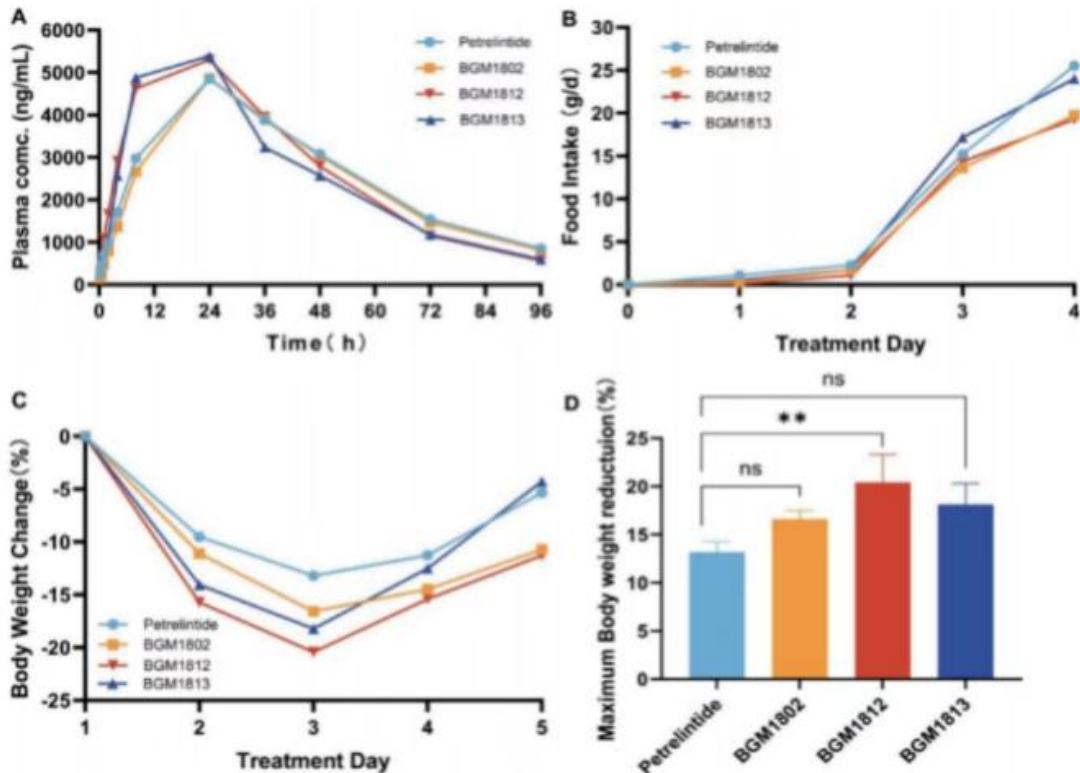 A
Plasma comc. (ng/mL)
6000
5000
4000
3000
2000
1000
0
0 12 24 36 48 60 72 84 96
Time( h)
Petrelintide
BGM1802
BGM1812
BGM1813
B
Food Intake (g/d)
30
25
20
15
10
5
0
0 1 2 3 4
Treatment Day
Petrelintide
BGM1802
BGM1812
BGM1813
C
Body Weight Change(%)
0
-5
-10
-15
-20
-25
1 2 3 4 5
Treatment Day
Petrelintide
BGM1802
BGM1812
BGM1813
D
Maximum Body weight reductuion(%)
25
20
15
10
5
0
ns
**
ns
Petrelintide
BGM1802
BGM1812
BGM1813